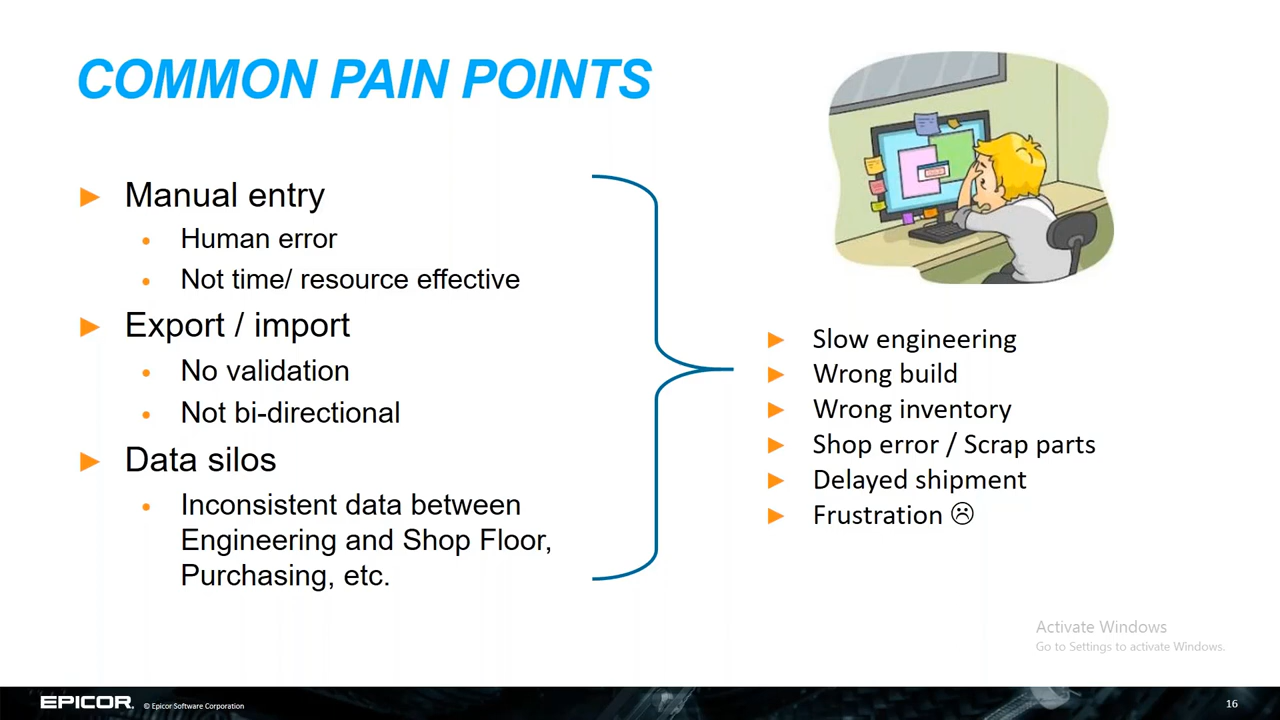 COMMON PAIN POINTS
Manual entry
Human error
Not time/ resource effective
Export / import
No validation
Not bi-directional
Data silos
Inconsistent data between
Engineering and Shop Floor,
Purchasing, etc.
Slow engineering
Wrong build
Wrong inventory
Shop error / Scrap parts
Delayed shipment
Frustration ☹
Activate Windows
Go to Settings to activate Windows.
EPICOR. © Epicor Software Corporation
16